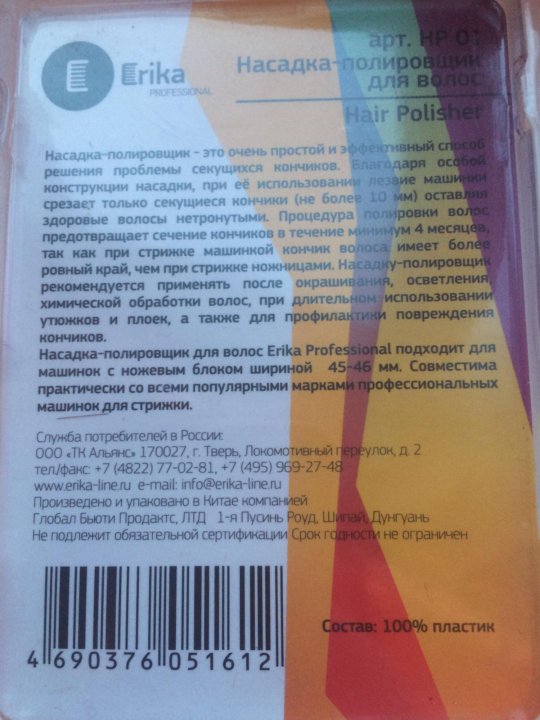 Erika
PROFESSIONAL
арт. HP 01
Насадка-полировщик
для волос
Hair Polisher
Насадка-полировщик - это очень простой и эффективный способ
решения проблемы секущихся кончиков. Благодаря особой
конструкции насадки, при её использовании лезвие машинки
срезает только секущиеся кончики (не более 10 мм) оставляя
здоровые волосы нетронутыми. Процедура полировки волос
предотвращает сечение кончиков в течение минимум 4 месяцев,
так как при стрижке машинкой кончик волоса имеет более
ровный край, чем при стрижке ножницами. Насадку-полировщик
рекомендуется применять после окрашивания, осветления,
химической обработки волос, при длительном использовании
утюжков и плоек, а также для профилактики повреждения
кончиков.
Насадка-полировщик для волос Erika Professional подходит для
машинок с ножевым блоком шириной 45-46 мм. Совместима
практически со всеми популярными марками профессиональных
машинок для стрижки.
Служба потребителей в России:
ООО «ТК Альянс» 170027, г. Тверь, Локомотивный переулок, д. 2
тел/факс: +7 (4822) 77-02-81, +7 (495) 969-27-48
www.erika-line.ru e-mail: info@erika-line.ru
Произведено и упаковано в Китае компанией
Глобал Бьюти Продактс, ЛТД 1-я Пусинь Роуд, Шипай, Дунгуань
Не подлежит обязательной сертификации Срок годности не ограничен
Состав: 100% пластик
4 690376 051612